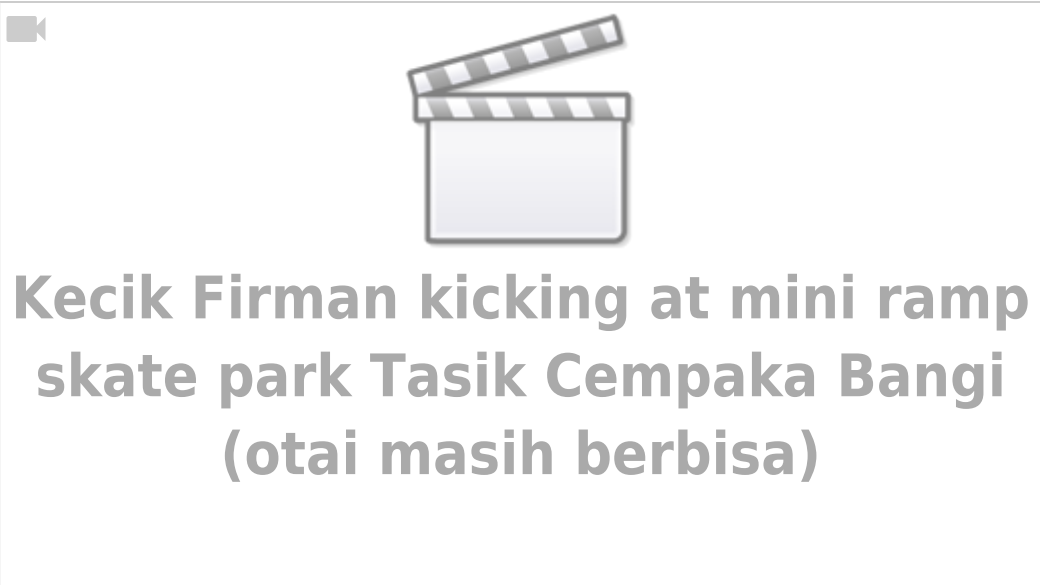 Kecik Firman kicking at mini ramp
skate park Tasik Cempaka Bangi
(otai masih berbisa)